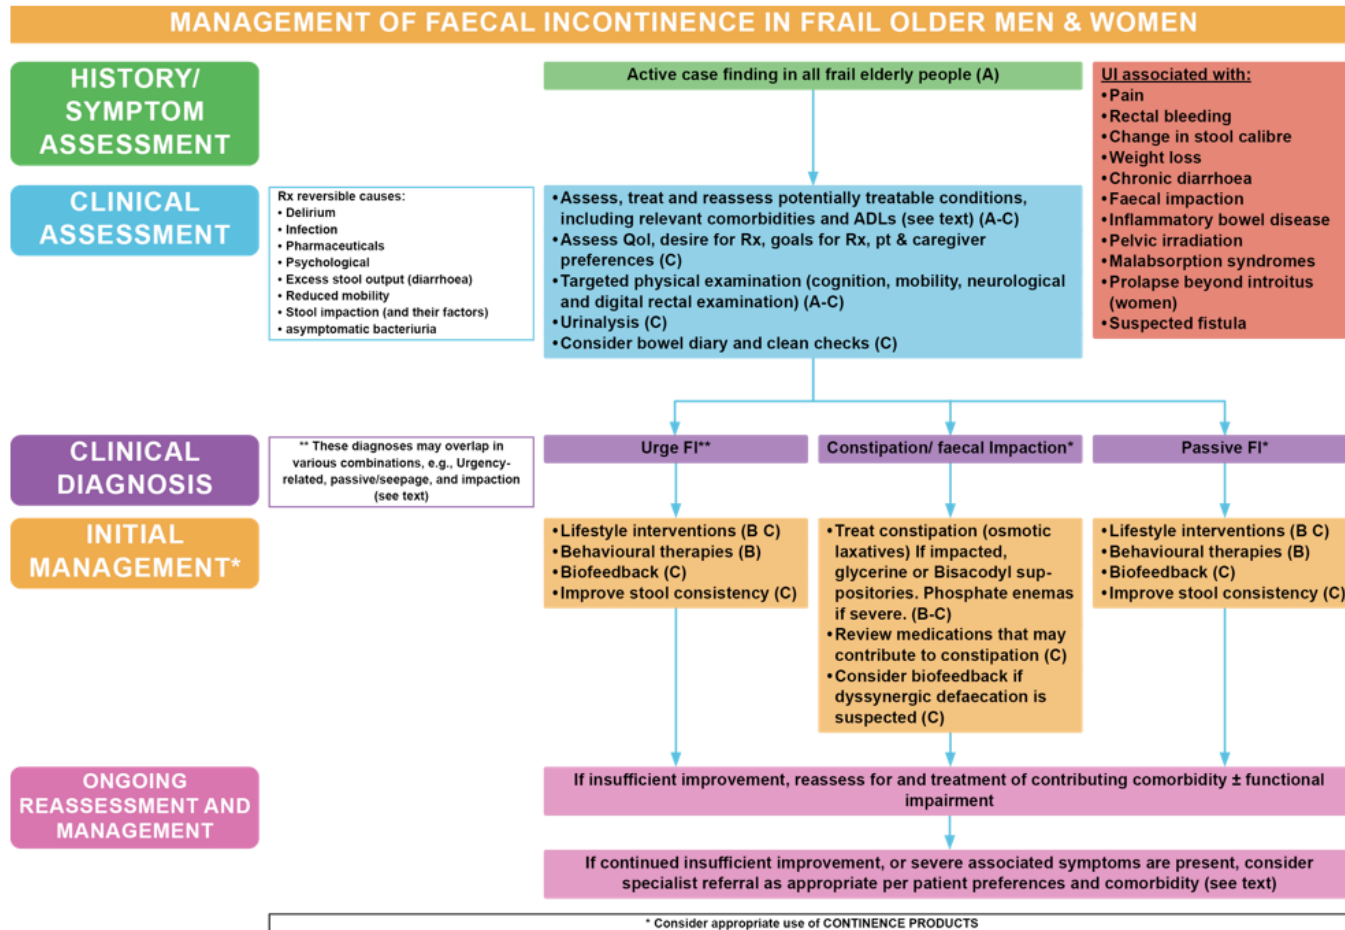 MANAGEMENT OF FAECAL INCONTINENCE IN FRAIL OLDER MEN & WOMEN
HISTORY/
SYMPTOM
ASSESSMENT
Active case finding in all frail elderly people (A)
UI associated with:
• Pain
• Rectal bleeding
• Change in stool calibre
• Weight loss
• Chronic diarrhoea
• Faecal impaction
• Inflammatory bowel disease
• Pelvic irradiation
• Malabsorption syndromes
• Prolapse beyond introitus
(women)
• Suspected fistula
CLINICAL
ASSESSMENT
Rx reversible causes:
• Delirium
• Infection
• Pharmaceuticals
• Psychological
• Excess stool output (diarrhoea)
• Reduced mobility
• Stool impaction (and their factors)
• asymptomatic bacteriuria
• Assess, treat and reassess potentially treatable conditions,
including relevant comorbidities and ADLs (see text) (A-C)
• Assess Qol, desire for Rx, goals for Rx, pt & caregiver
preferences (C)
• Targeted physical examination (cognition, mobility, neurological
and digital rectal examination) (A-C)
• Urinalysis (C)
• Consider bowel diary and clean checks (C)
CLINICAL
DIAGNOSIS
** These diagnoses may overlap in
various combinations, e.g., Urgency-
related, passive/seepage, and impaction
(see text)
Urge FI**
Constipation/ faecal Impaction*
Passive FI*
INITIAL
MANAGEMENT*
• Lifestyle interventions (B C)
• Behavioural therapies (B)
• Biofeedback (C)
• Improve stool consistency (C)
• Treat constipation (osmotic
laxatives) If impacted,
glycerine or Bisacodyl sup-
positories. Phosphate enemas
if severe. (B-C)
• Review medications that may
contribute to constipation (C)
• Consider biofeedback if
dyssynergic defaecation is
suspected (C)
• Lifestyle interventions (B C)
• Behavioural therapies (B)
• Biofeedback (C)
• Improve stool consistency (C)
ONGOING
REASSESSMENT AND
MANAGEMENT
If insufficient improvement, reassess for and treatment of contributing comorbidity ± functional
impairment
If continued insufficient improvement, or severe associated symptoms are present, consider
specialist referral as appropriate per patient preferences and comorbidity (see text)
* Consider appropriate use of CONTINENCE PRODUCTS